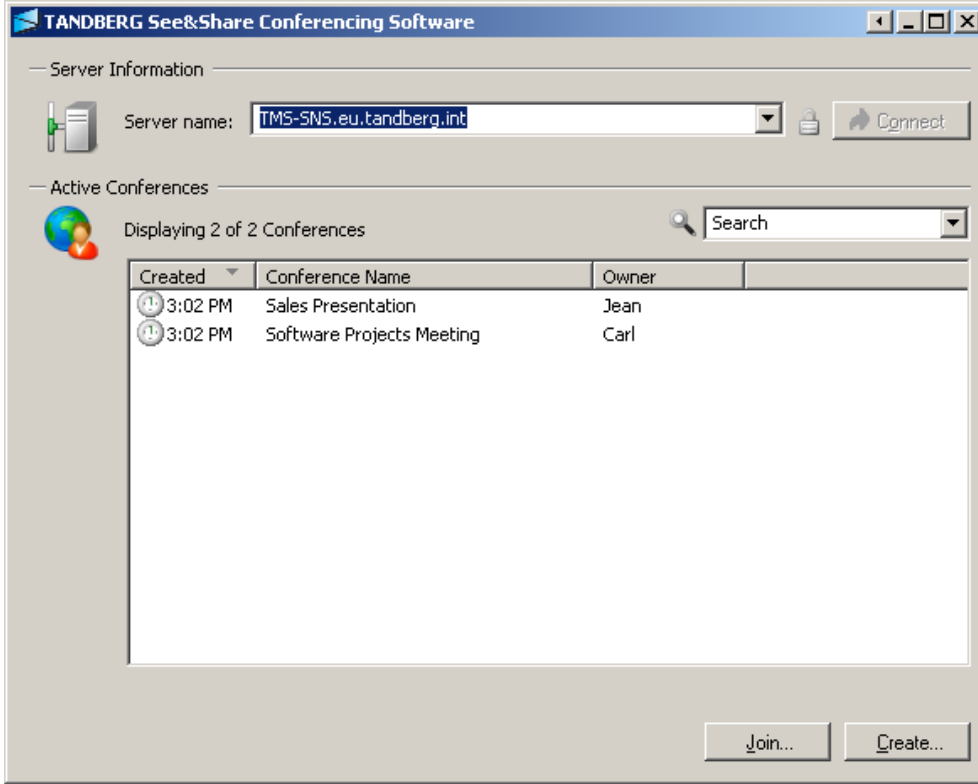 TANDBERG See&Share Conferencing Software
Server Information
Server name: TMS-SNS.eu.tandberg.int Connect
Active Conferences
Displaying 2 of 2 Conferences Search
Created Conference Name Owner
3:02 PM Sales Presentation Jean
3:02 PM Software Projects Meeting Carl
Join... Create...